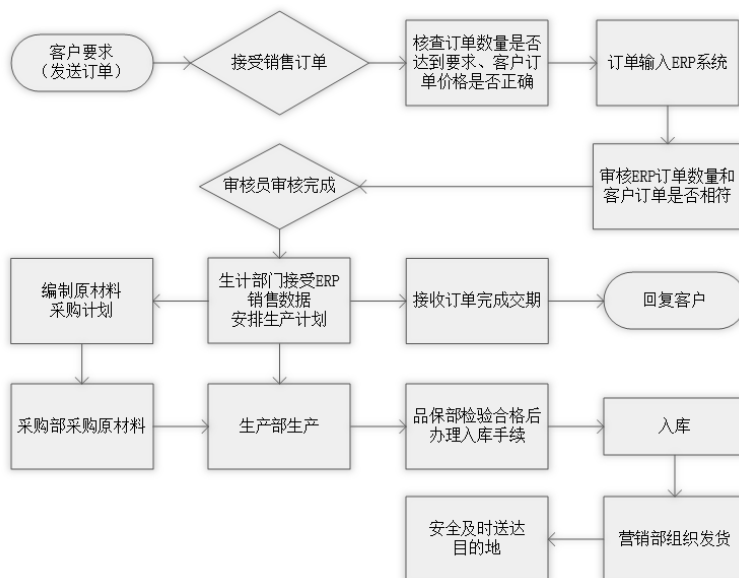 客户要求
（发送订单）
接受销售订单
核查订单数量是否
达到要求、客户订
单价格是否正确
订单输入ERP系统
审核员审核完成
审核ERP订单数量和
客户订单是否相符
编制原材料
采购计划
生计部门接受ERP
销售数据
安排生产计划
接收订单完成交期
回复客户
采购部采购原材料
生产部生产
品保部检验合格后
办理入库手续
入库
安全及时送达
目的地
营销部组织发货